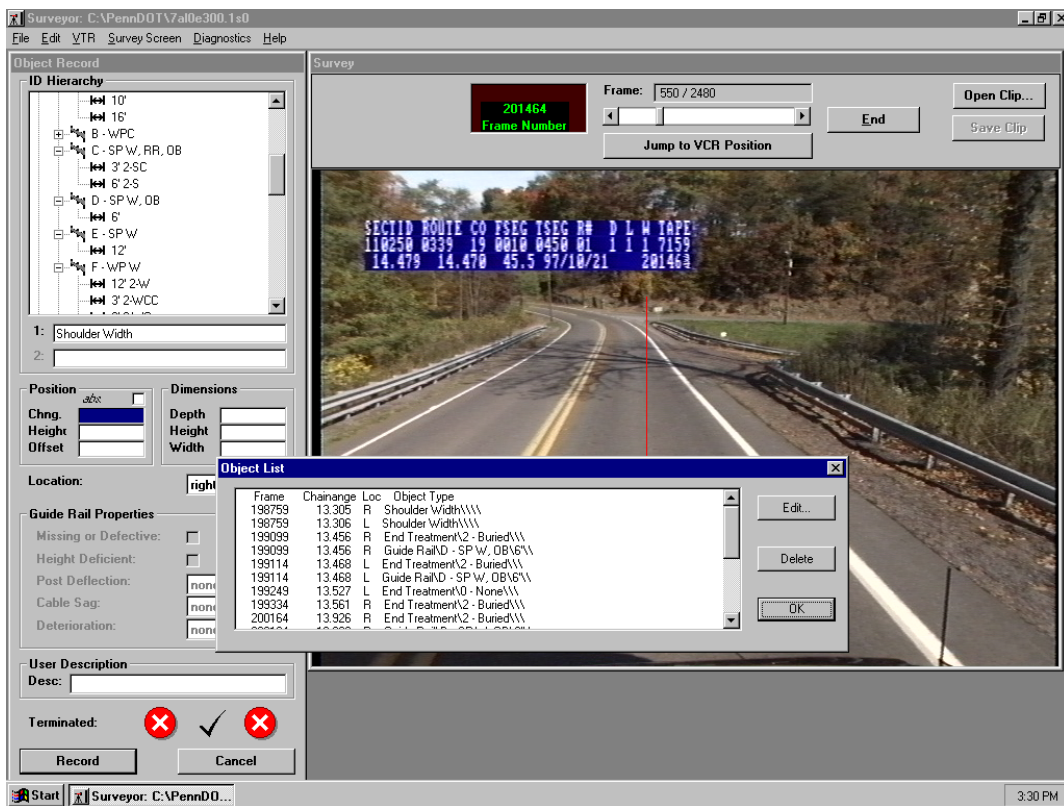 Surveyor: C:\PennDOT\7al0e300.1s0
File Edit VTR Survey Screen Diagnostics Help
Object Record
ID Hierarchy
10'
16'
B - WPC
C - SP W, RR, OB
3' 2-SC
6' 2-S
D - SP W, OB
6'
E - SP W
12'
F - WP W
12' 2-W
3' 2-WCC
1: Shoulder Width
2:
Position
abs.
Chng.
Height
Offset
Dimensions
Depth
Height
Width
Location:
Guide Rail Properties
Missing or Defective:
Height Deficient:
Post Deflection: none
Cable Sag: none
Deterioration: none
User Description
Desc:
Terminated:
Record Cancel
Survey
201464
Frame Number
Frame: 550 / 2480
End
Jump to VCR Position
Open Clip...
Save Clip
SECTID ROUTE CO FSEG TSEG R# D L W TAPE
110250 0339 19 0010 0450 01 1 1 1 7159
14.479 14.470 45.5 97/10/21
Object List
Frame Chainange Loc Object Type
198759 13.305 R Shoulder Width\\\\
198759 13.306 L Shoulder Width\\\\
199099 13.456 R End Treatment\2 - Buried\\\
199099 13.456 R Guide Rail\D - SP W, OB\6'\\
199114 13.468 L End Treatment\2 - Buried\\\
199114 13.468 L Guide Rail\D - SP W, OB\6'\\
199249 13.527 L End Treatment\0 - None\\\
199334 13.561 R End Treatment\2 - Buried\\\
200164 13.926 R End Treatment\2 - Buried\\\
Edit...
Delete
OK
Start
Surveyor: C:\PennDO...
3:30 PM